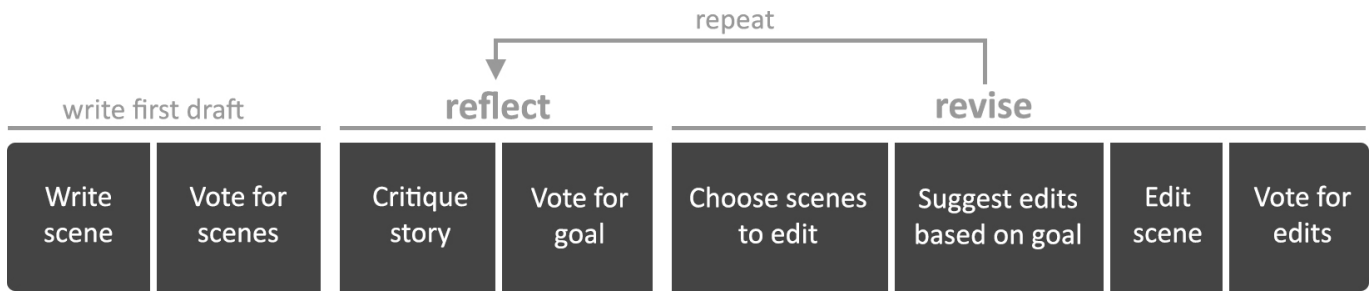 repeat
write first draft
reflect
revise
Write
scene
Vote for
scenes
Critique
story
Vote for
goal
Choose scenes
to edit
Suggest edits
based on goal
Edit
scene
Vote for
edits